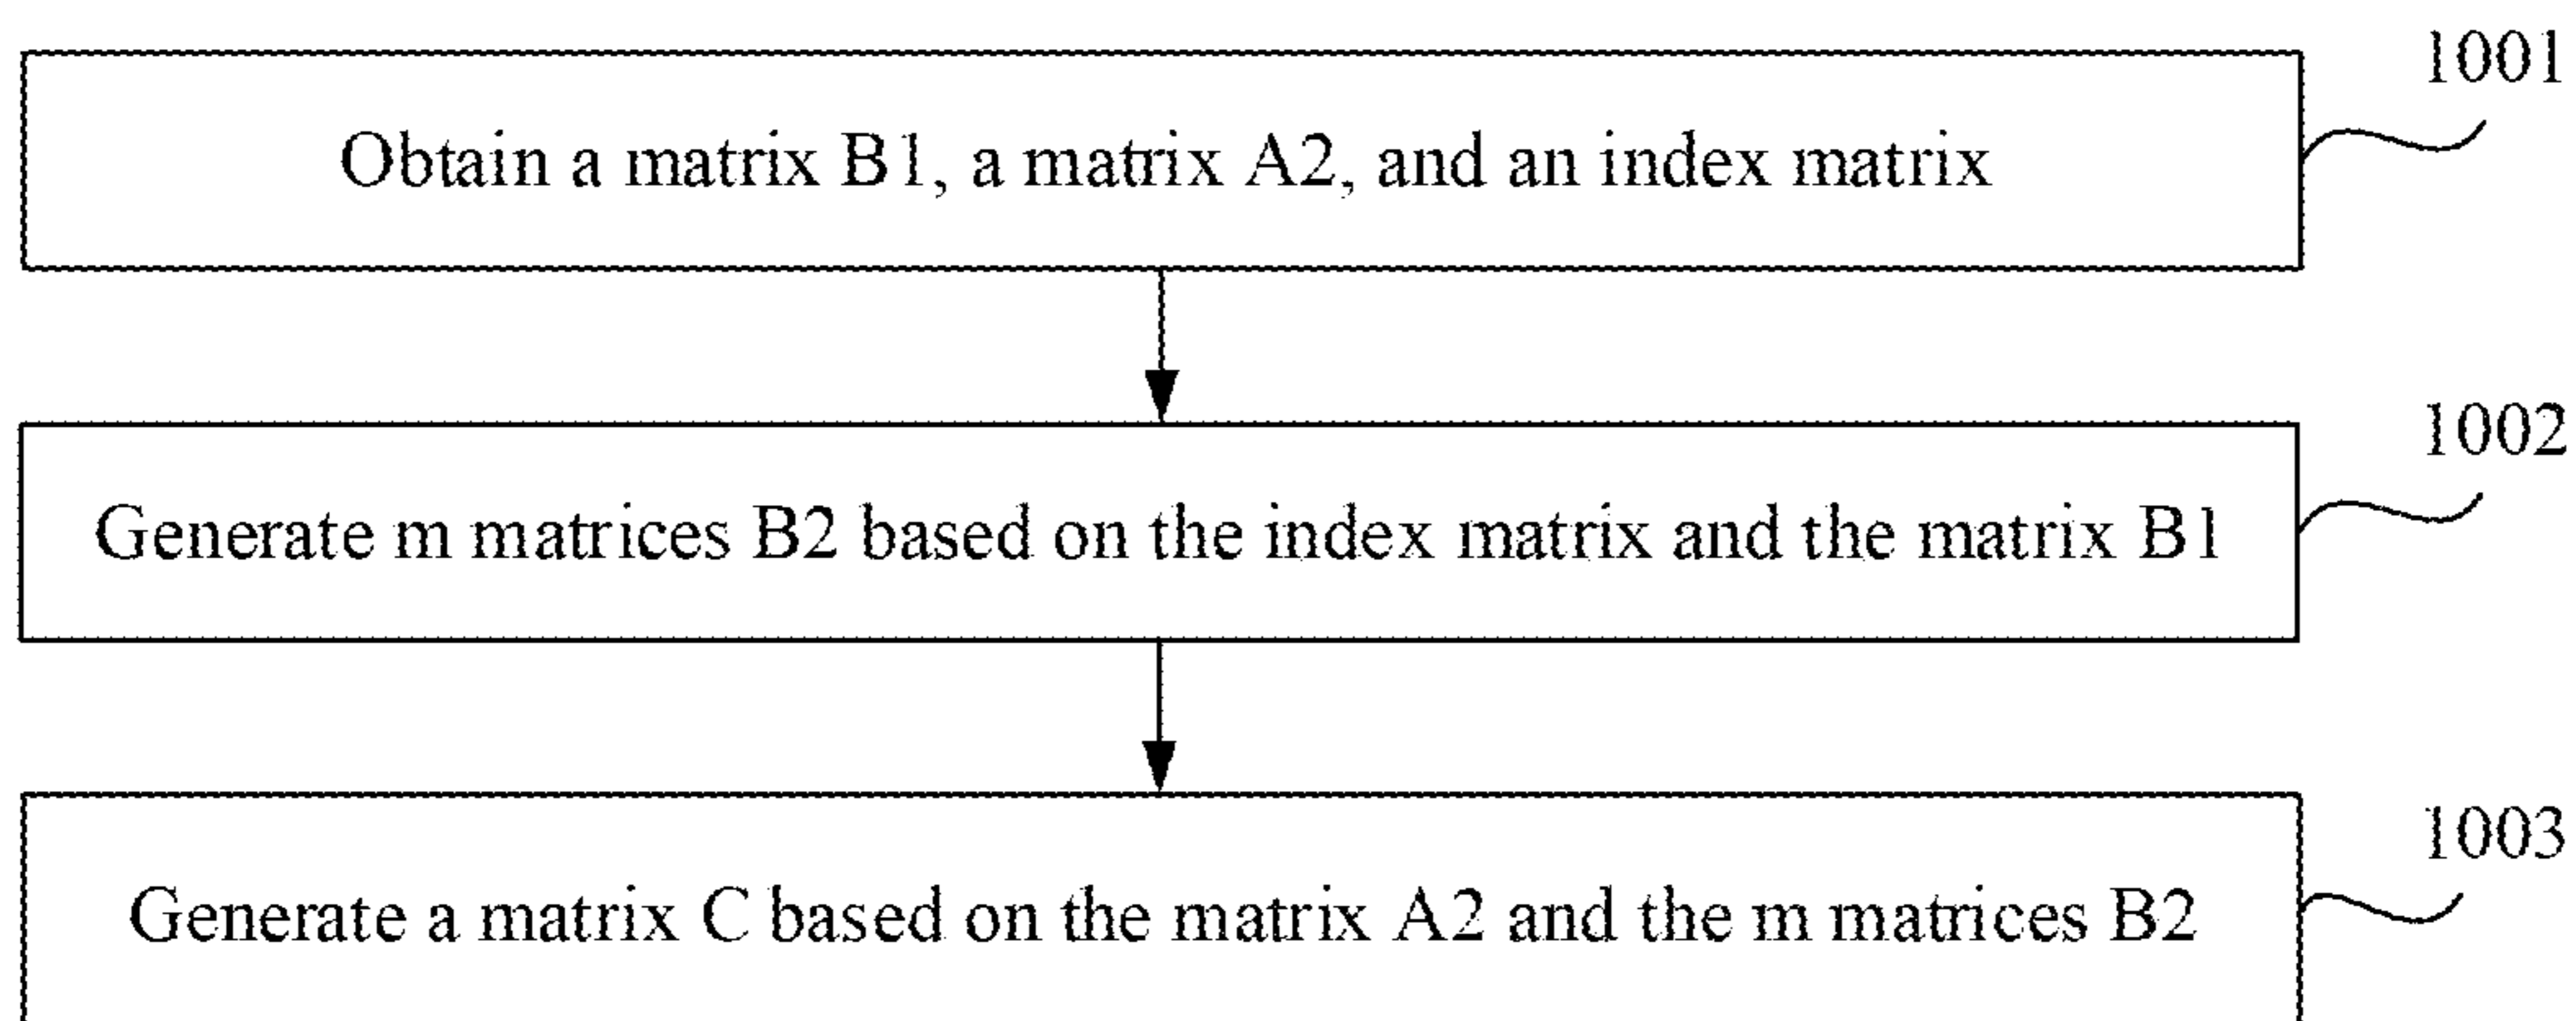 1001
Obtain a matrix B1, a matrix A2, and an index matrix
1002
Generate m matrices B2 based on the index matrix and the matrix B1
1003
Generate a matrix C based on the matrix A2 and the m matrices B2